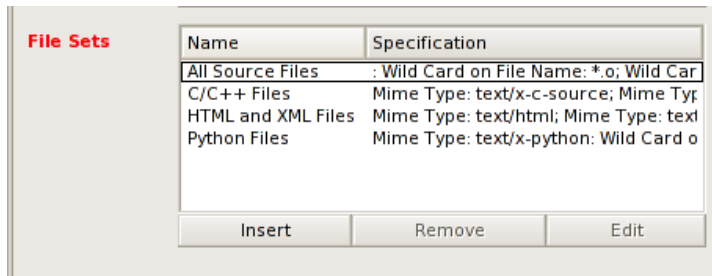 File Sets
Name Specification
All Source Files : Wild Card on File Name: *.o; Wild Car
C/C++ Files Mime Type: text/x-c-source; Mime Typ
HTML and XML Files Mime Type: text/html; Mime Type: text
Python Files Mime Type: text/x-python: Wild Card o
Insert Remove Edit